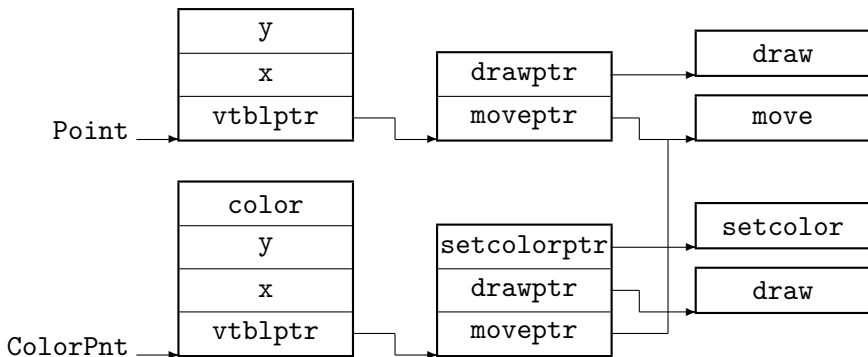 y
x
vtblptr
Point
drawptr
moveptr
draw
move
color
y
x
vtblptr
ColorPnt
setcolorptr
drawptr
moveptr
setcolor
draw